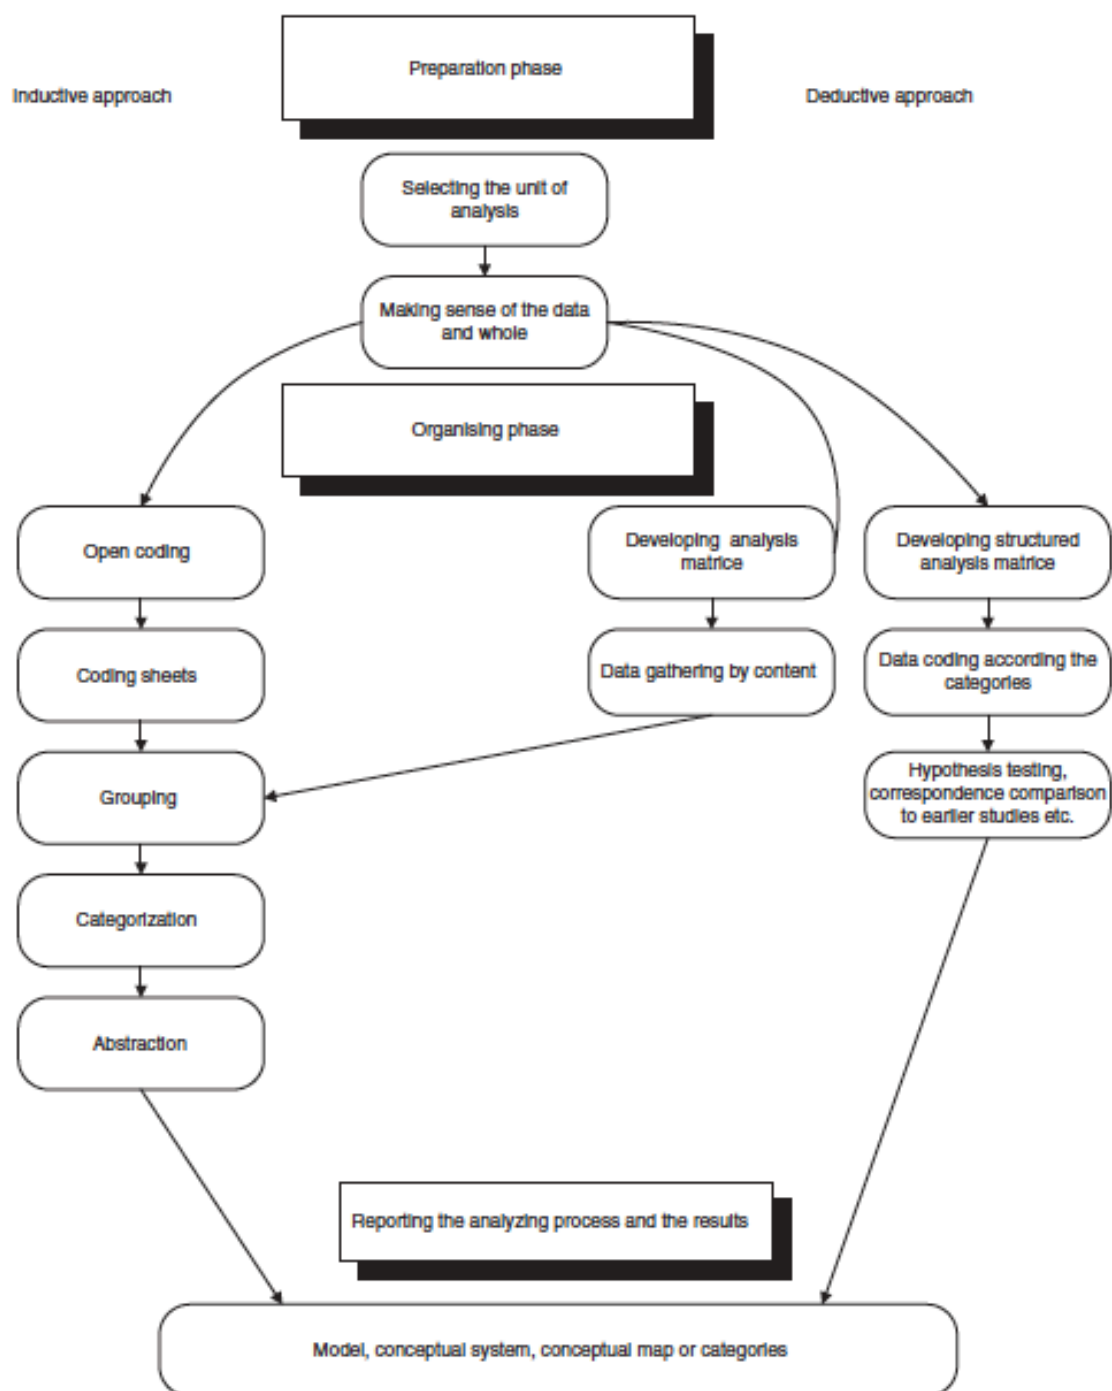 Preparation phase
Inductive approach
Deductive approach
Selecting the unit of
analysis
Making sense of the data
and whole
Organising phase
Open coding
Developing analysis
matrice
Developing structured
analysis matrice
Coding sheets
Data gathering by content
Data coding according the
categories
Grouping
Hypothesis testing,
correspondence comparison
to earlier studies etc.
Categorization
Abstraction
Reporting the analyzing process and the results
Model, conceptual system, conceptual map or categories